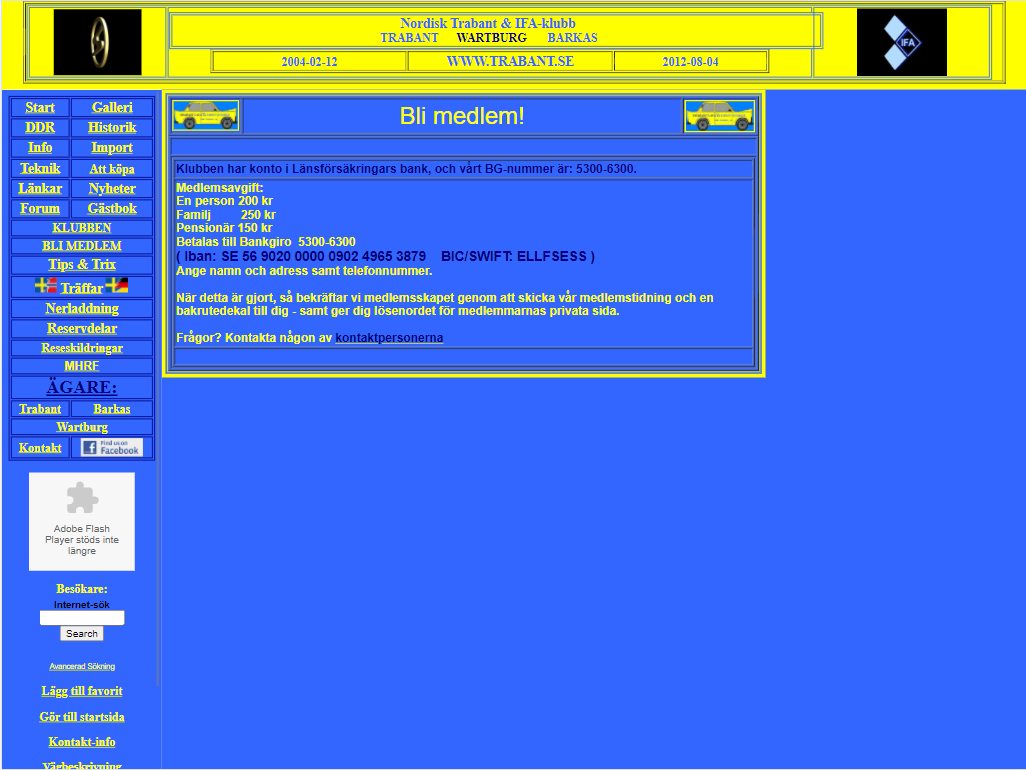 Nordisk Trabant & IFA-klubb
TRABANT WARTBURG BARKAS
2004-02-12 WWW.TRABANT.SE 2012-08-04
IFA
Start Galleri
DDR Historik
Info Import
Teknik Att köpa
Länkar Nyheter
Forum Gästbok
KLUBBEN
BLI MEDLEM
Tips & Trix
Träffar
Nerladdning
Reservdelar
Reseskildringar
MHRF
ÄGARE:
Trabant Barkas
Wartburg
Kontakt Find us on Facebook
Adobe Flash
Player stöds inte
längre
Besökare:
Internet-sök
Search
Avancerad Sökning
Lägg till favorit
Gör till startsida
Kontakt-info
Vägbeskrivning
Bli medlem!
Klubben har konto i Länsförsäkringars bank, och vårt BG-nummer är: 5300-6300.
Medlemsavgift:
En person 200 kr
Familj 250 kr
Pensionär 150 kr
Betalas till Bankgiro 5300-6300
( Iban: SE 56 9020 0000 0902 4965 3879 BIC/SWIFT: ELLFSESS )
Ange namn och adress samt telefonnummer.
När detta är gjort, så bekräftar vi medlemsskapet genom att skicka vår medlemstidning och en
bakrutedekal till dig - samt ger dig lösenordet för medlemmarnas privata sida.
Frågor? Kontakta någon av kontaktpersonerna